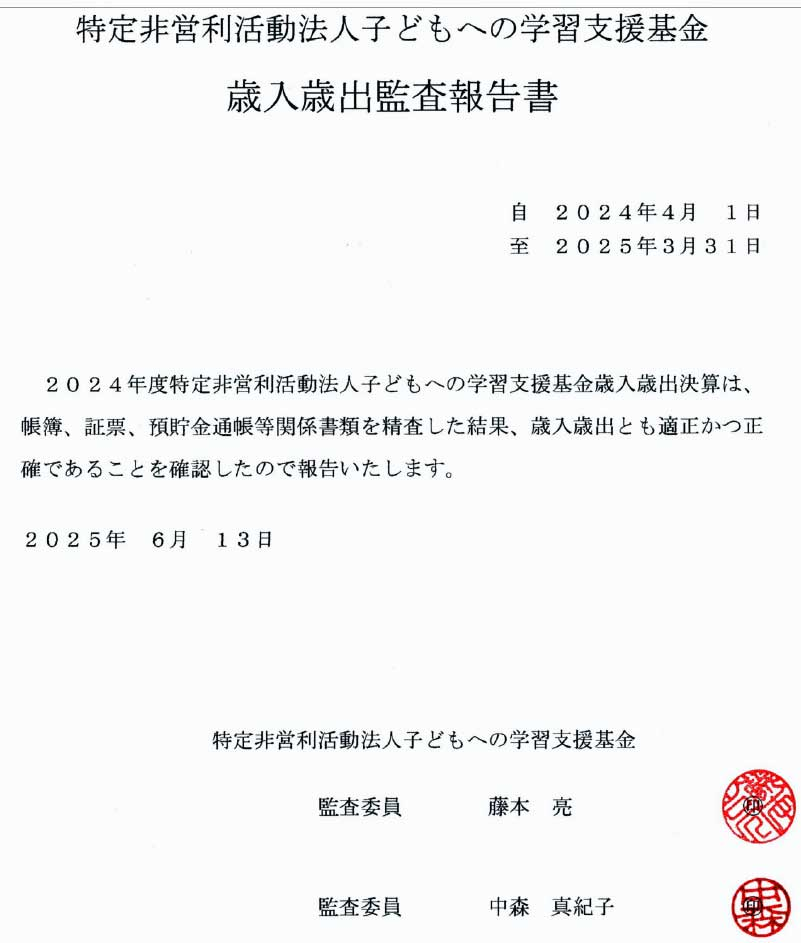 特定非営利活動法人子どもへの学習支援基金
歳入歳出監査報告書
自　２０２４年４月　１日
至　２０２５年３月３１日
２０２４年度特定非営利活動法人子どもへの学習支援基金歳入歳出決算は、
帳簿、証票、預貯金通帳等関係書類を精査した結果、歳入歳出とも適正かつ正
確であることを確認したので報告いたします。
２０２５年　６月　１３日
特定非営利活動法人子どもへの学習支援基金
監査委員　藤本　亮　㊞
監査委員　中森　真紀子　㊞
中森